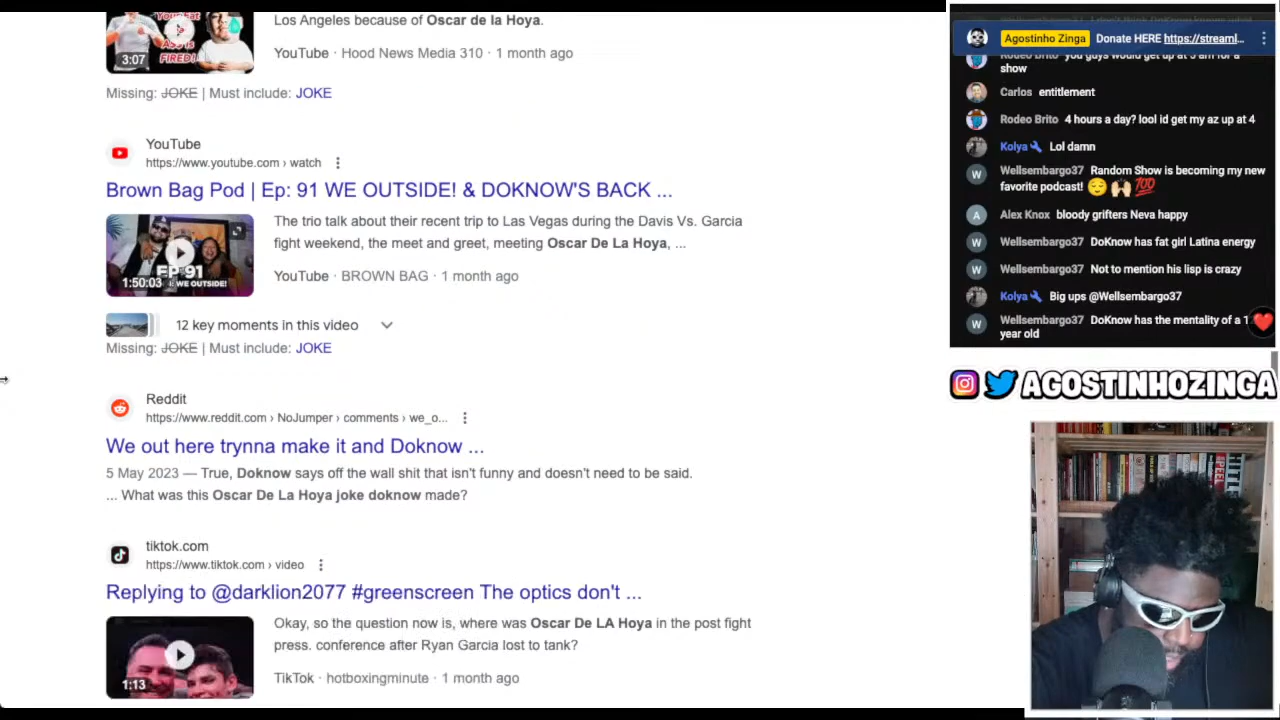 Los Angeles because of Oscar de la Hoya.
FIRED!
3:07
YouTube · Hood News Media 310 · 1 month ago
Missing: JOKE | Must include: JOKE
YouTube
https://www.youtube.com › watch
Brown Bag Pod | Ep: 91 WE OUTSIDE! & DOKNOW'S BACK ...
The trio talk about their recent trip to Las Vegas during the Davis Vs. Garcia
fight weekend, the meet and greet, meeting Oscar De La Hoya, ...
EP 91
WE OUTSIDE!
1:50:03
YouTube · BROWN BAG · 1 month ago
12 key moments in this video
Missing: JOKE | Must include: JOKE
Reddit
https://www.reddit.com › NoJumper › comments › we_o...
We out here trynna make it and Doknow ...
5 May 2023 — True, Doknow says off the wall shit that isn't funny and doesn't need to be said.
... What was this Oscar De La Hoya joke doknow made?
tiktok.com
https://www.tiktok.com › video
Replying to @darklion2077 #greenscreen The optics don't ...
Okay, so the question now is, where was Oscar De LA Hoya in the post fight
press. conference after Ryan Garcia lost to tank?
1:13
TikTok · hotboxingminute · 1 month ago
Agostinho Zinga Donate HERE https://streaml...
Rodeo Brito you guys would get up at 5 am for a
show
Carlos entitlement
Rodeo Brito 4 hours a day? lool id get my az up at 4
Kolya Lol damn
Wellsembargo37 Random Show is becoming my new
favorite podcast! 😌 🙌🏽 💯
Alex Knox bloody grifters Neva happy
Wellsembargo37 DoKnow has fat girl Latina energy
Wellsembargo37 Not to mention his lisp is crazy
Kolya Big ups @Wellsembargo37
Wellsembargo37 DoKnow has the mentality of a
year old
AGOSTINHOZINGA